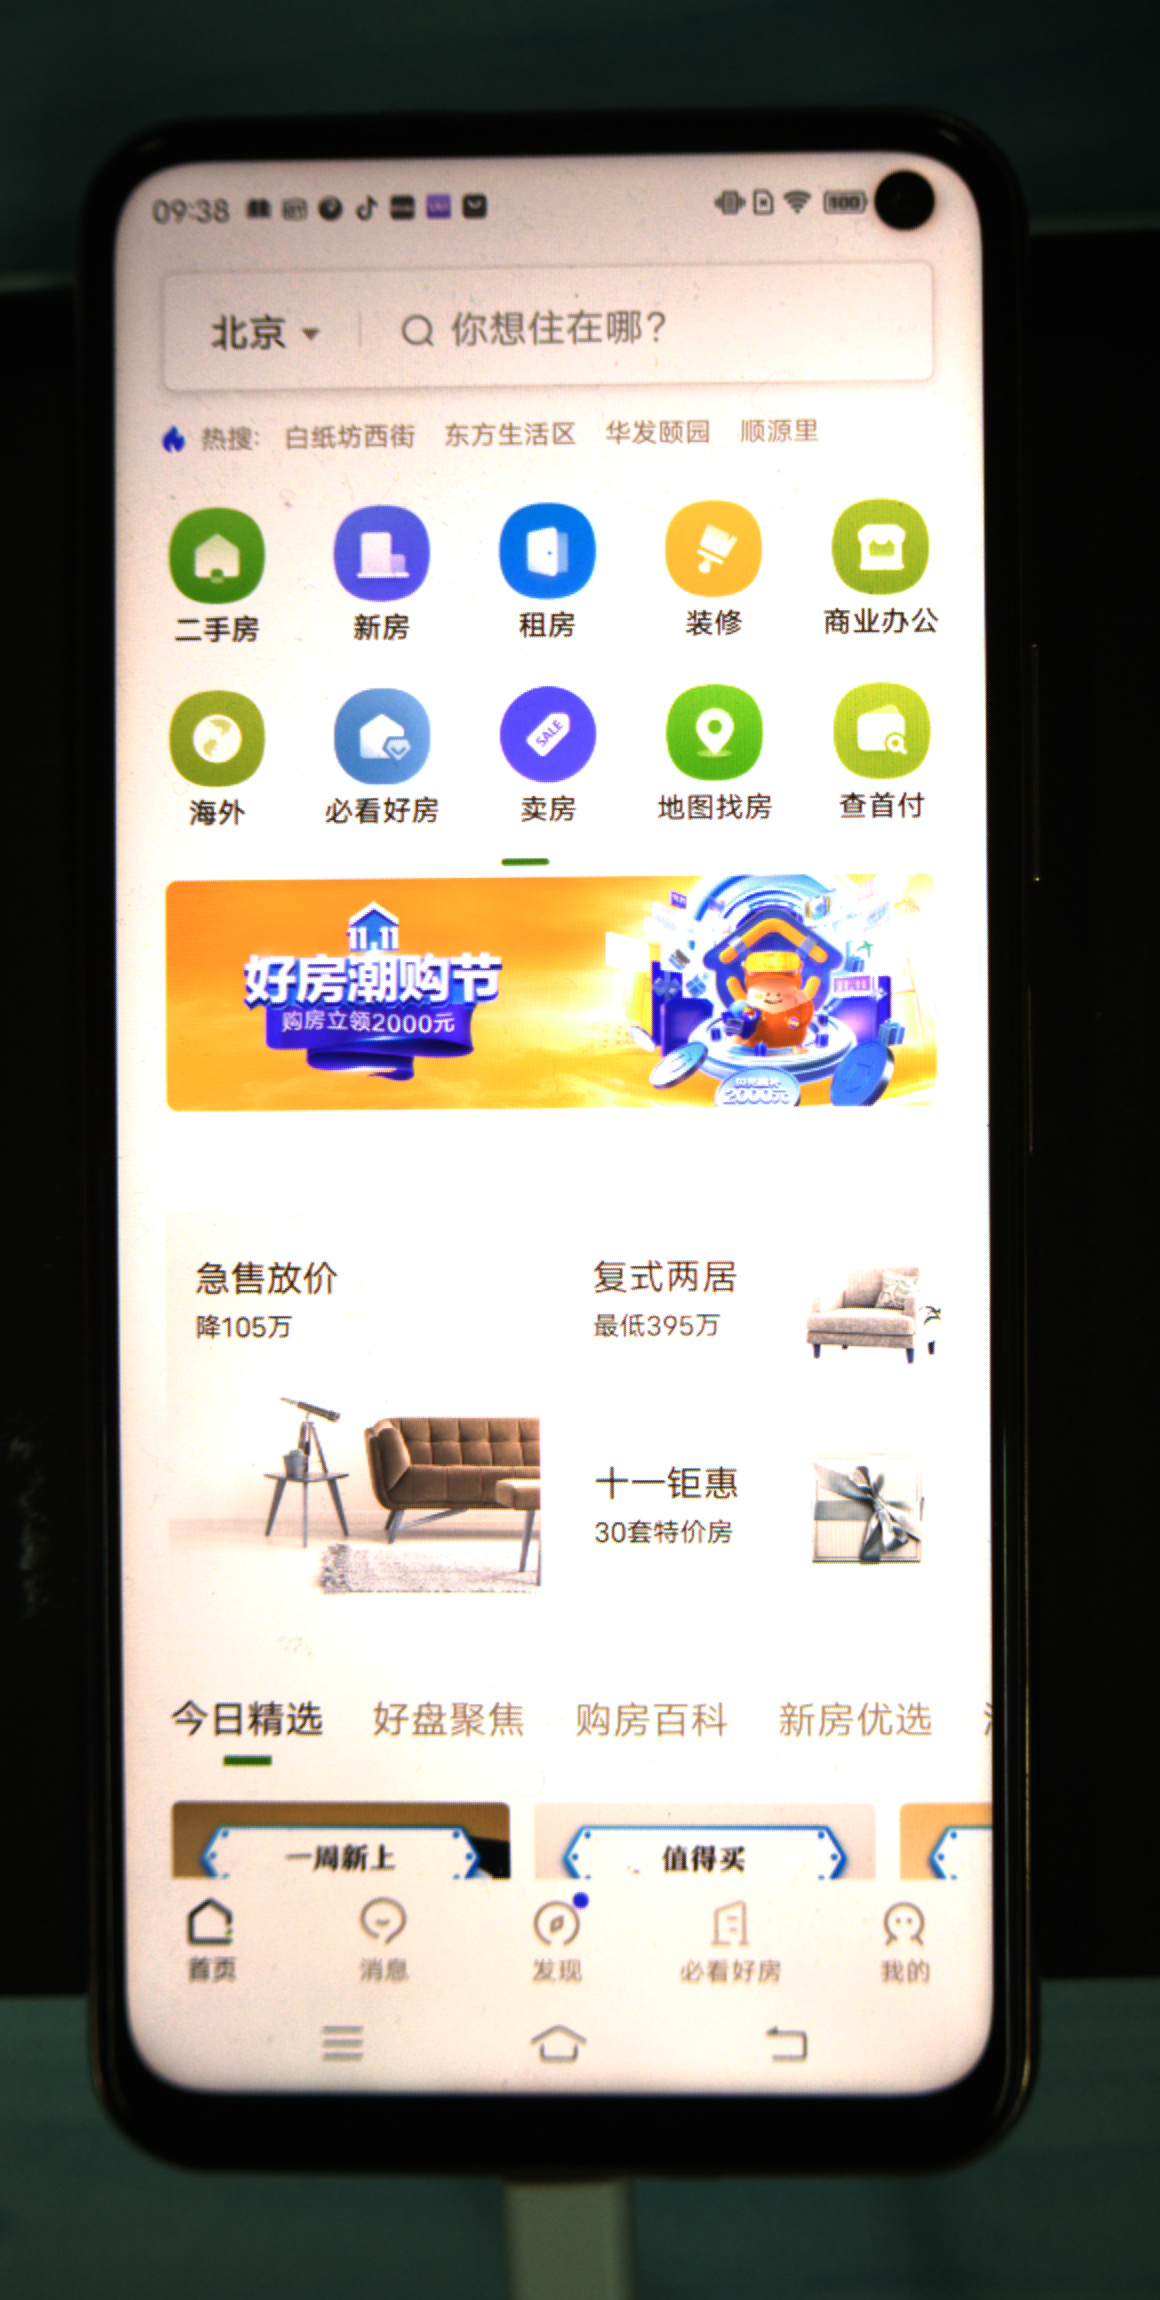 09:38
100
北京 你想住在哪?
热搜: 白纸坊西街 东方生活区 华发颐园 顺源里
二手房 新房 租房 装修 商业办公
SALE
海外 必看好房 卖房 地图找房 查首付
11.11
好房潮购节
购房立领2000元
2000元
急售放价
降105万
复式两居
最低395万
十一钜惠
30套特价房
今日精选 好盘聚焦 购房百科 新房优选
一周新上 值得买
首页 消息 发现 必看好房 我的